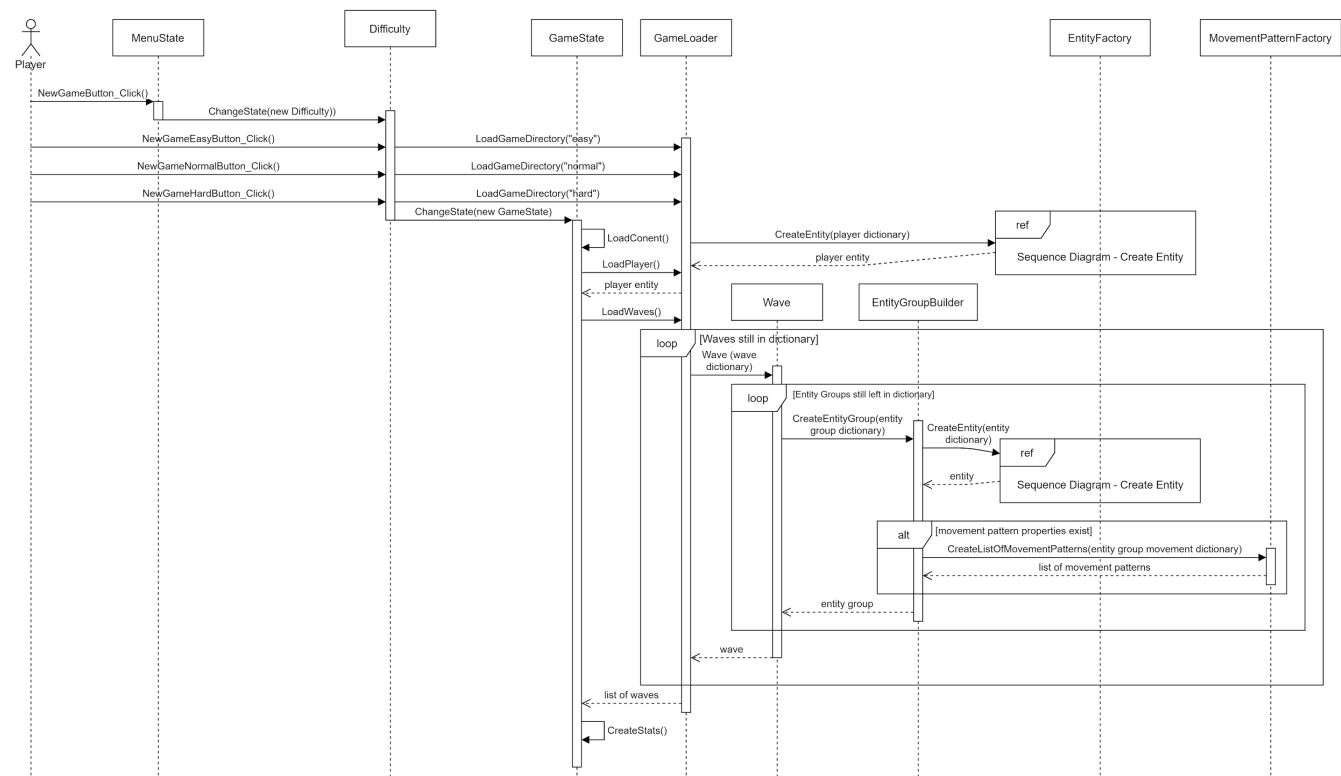 Player
MenuState
Difficulty
GameState
GameLoader
EntityFactory
MovementPatternFactory
NewGameButton_Click()
ChangeState(new Difficulty))
NewGameEasyButton_Click()
LoadGameDirectory("easy")
NewGameNormalButton_Click()
LoadGameDirectory("normal")
NewGameHardButton_Click()
LoadGameDirectory("hard")
ChangeState(new GameState)
LoadConent()
CreateEntity(player dictionary)
ref
Sequence Diagram - Create Entity
player entity
LoadPlayer()
player entity
Wave
EntityGroupBuilder
LoadWaves()
loop
[Waves still in dictionary]
Wave (wave
dictionary)
loop
[Entity Groups still left in dictionary]
CreateEntityGroup(entity
group dictionary)
CreateEntity(entity
dictionary)
ref
Sequence Diagram - Create Entity
entity
alt
[movement pattern properties exist]
CreateListOfMovementPatterns(entity group movement dictionary)
list of movement patterns
entity group
wave
list of waves
CreateStats()